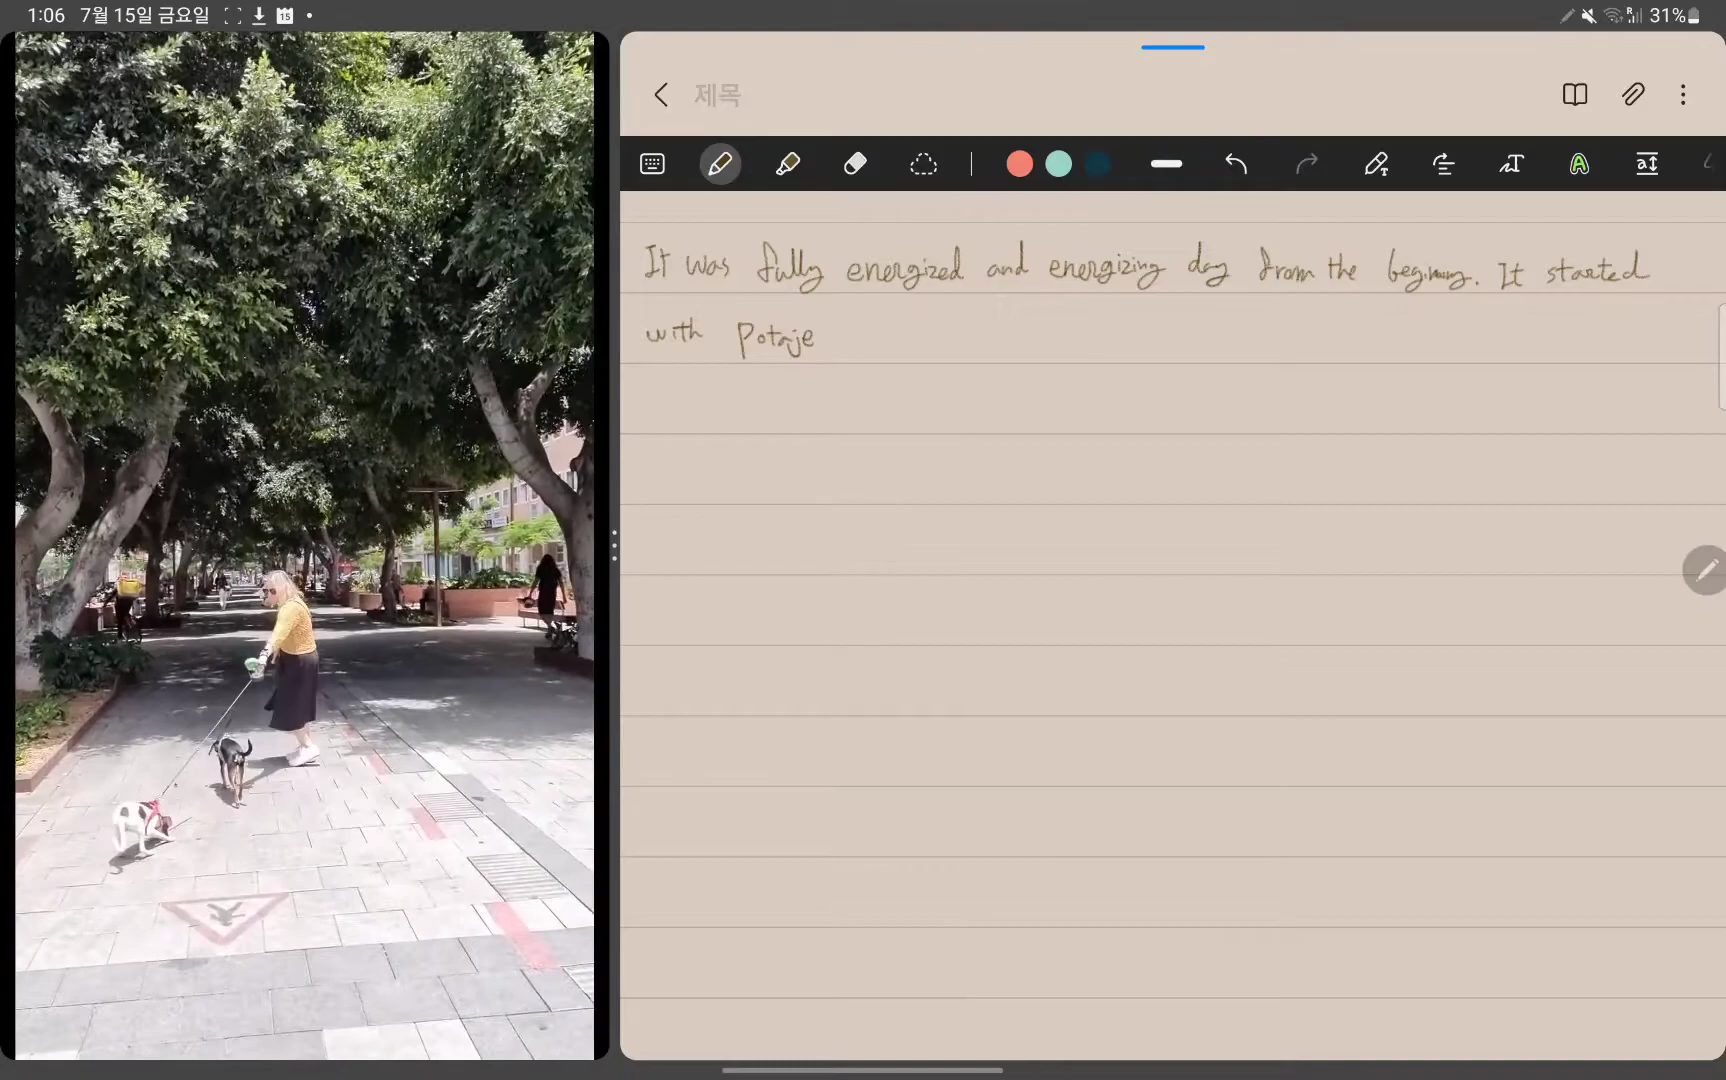 1:06 7월 15일 금요일 15 31%
제목
It was fully energized and energizing day from the beginning. It started
with Potaje